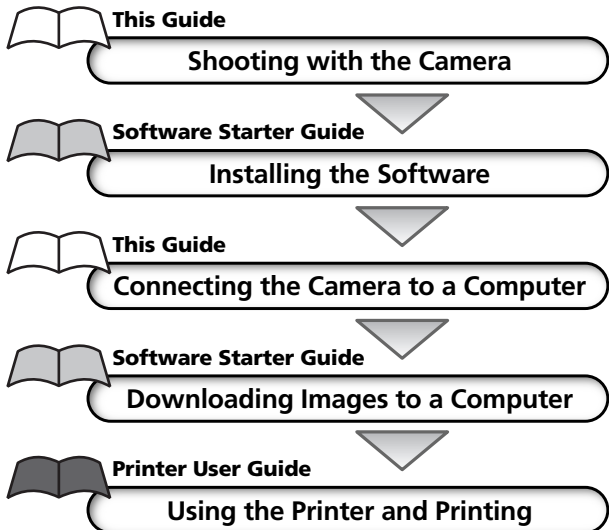 This Guide
Shooting with the Camera
Software Starter Guide
Installing the Software
This Guide
Connecting the Camera to a Computer
Software Starter Guide
Downloading Images to a Computer
Printer User Guide
Using the Printer and Printing